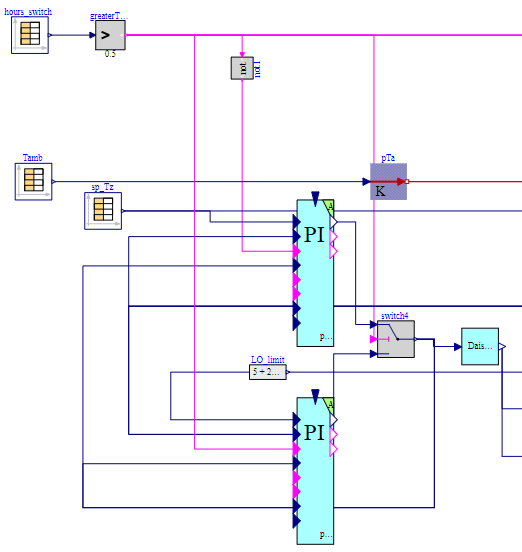 hours_switch
greaterT...
>
0.5
not
not1
Tamb
sp_Tz
pTa
K
A
PI
p...
switch4
Dais...
LO_limit
5 + 2...
A
PI
p...